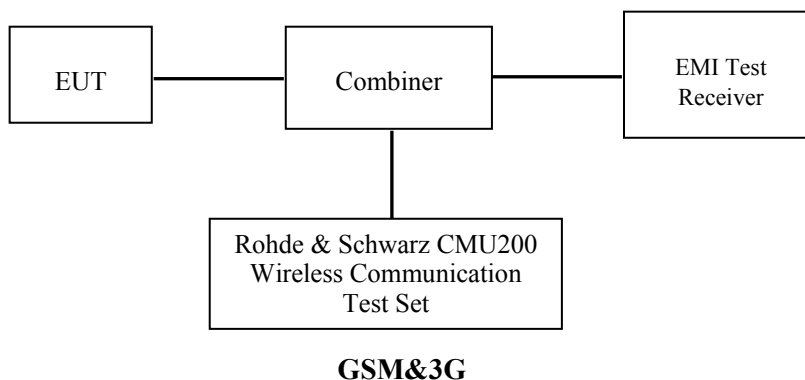 EUT
Combiner
EMI Test
Receiver
Rohde & Schwarz CMU200
Wireless Communication
Test Set
GSM&3G